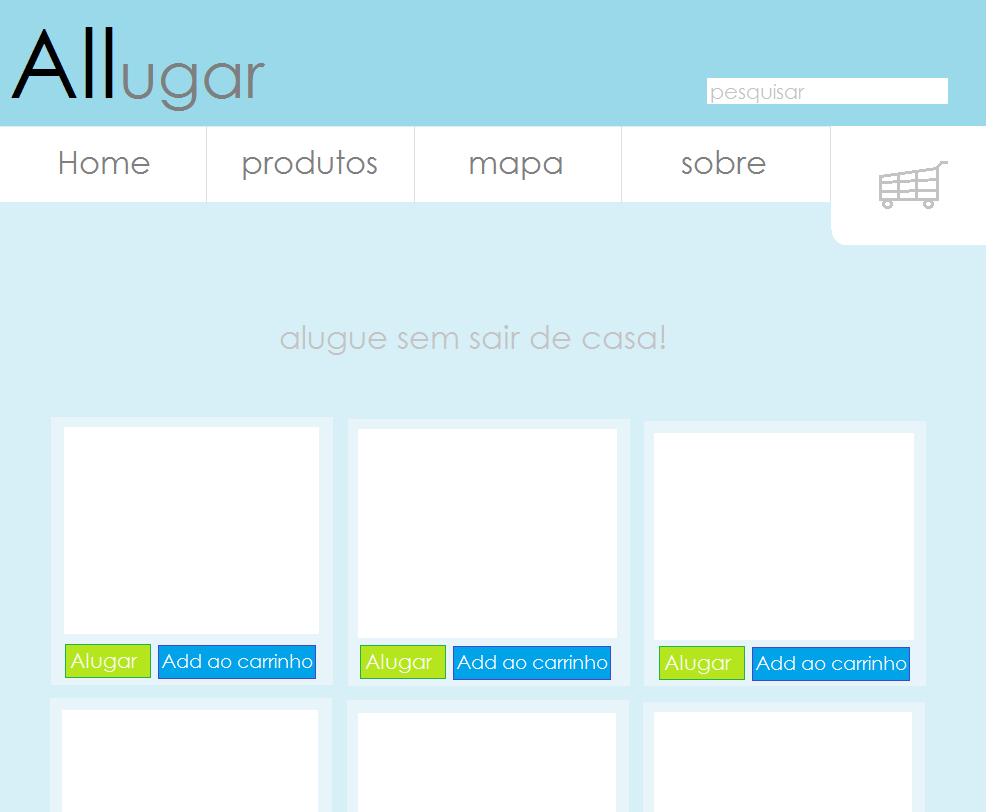 Allugar
pesquisar
Home produtos mapa sobre
alugue sem sair de casa!
Alugar Add ao carrinho Alugar Add ao carrinho Alugar Add ao carrinho